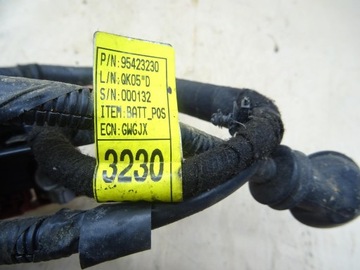 P/N:95423230
L/N:QK05"D
S/N:000132
ITEM:BATT_POS
ECN:GWGJX
3230